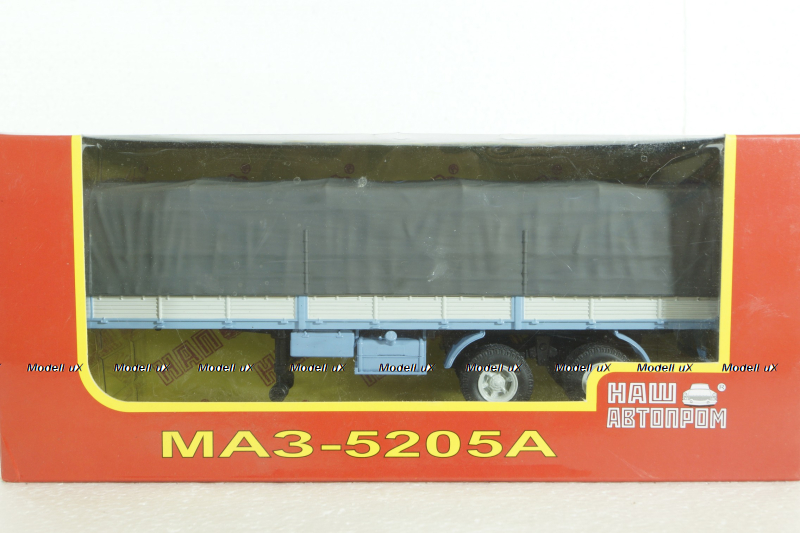 Modell uX Modell uX Modell uX Modell uX Modell uX Modell uX Modell uX Modell uX Modell uX
НАШ ®
АВТОПРОМ
МАЗ-5205А